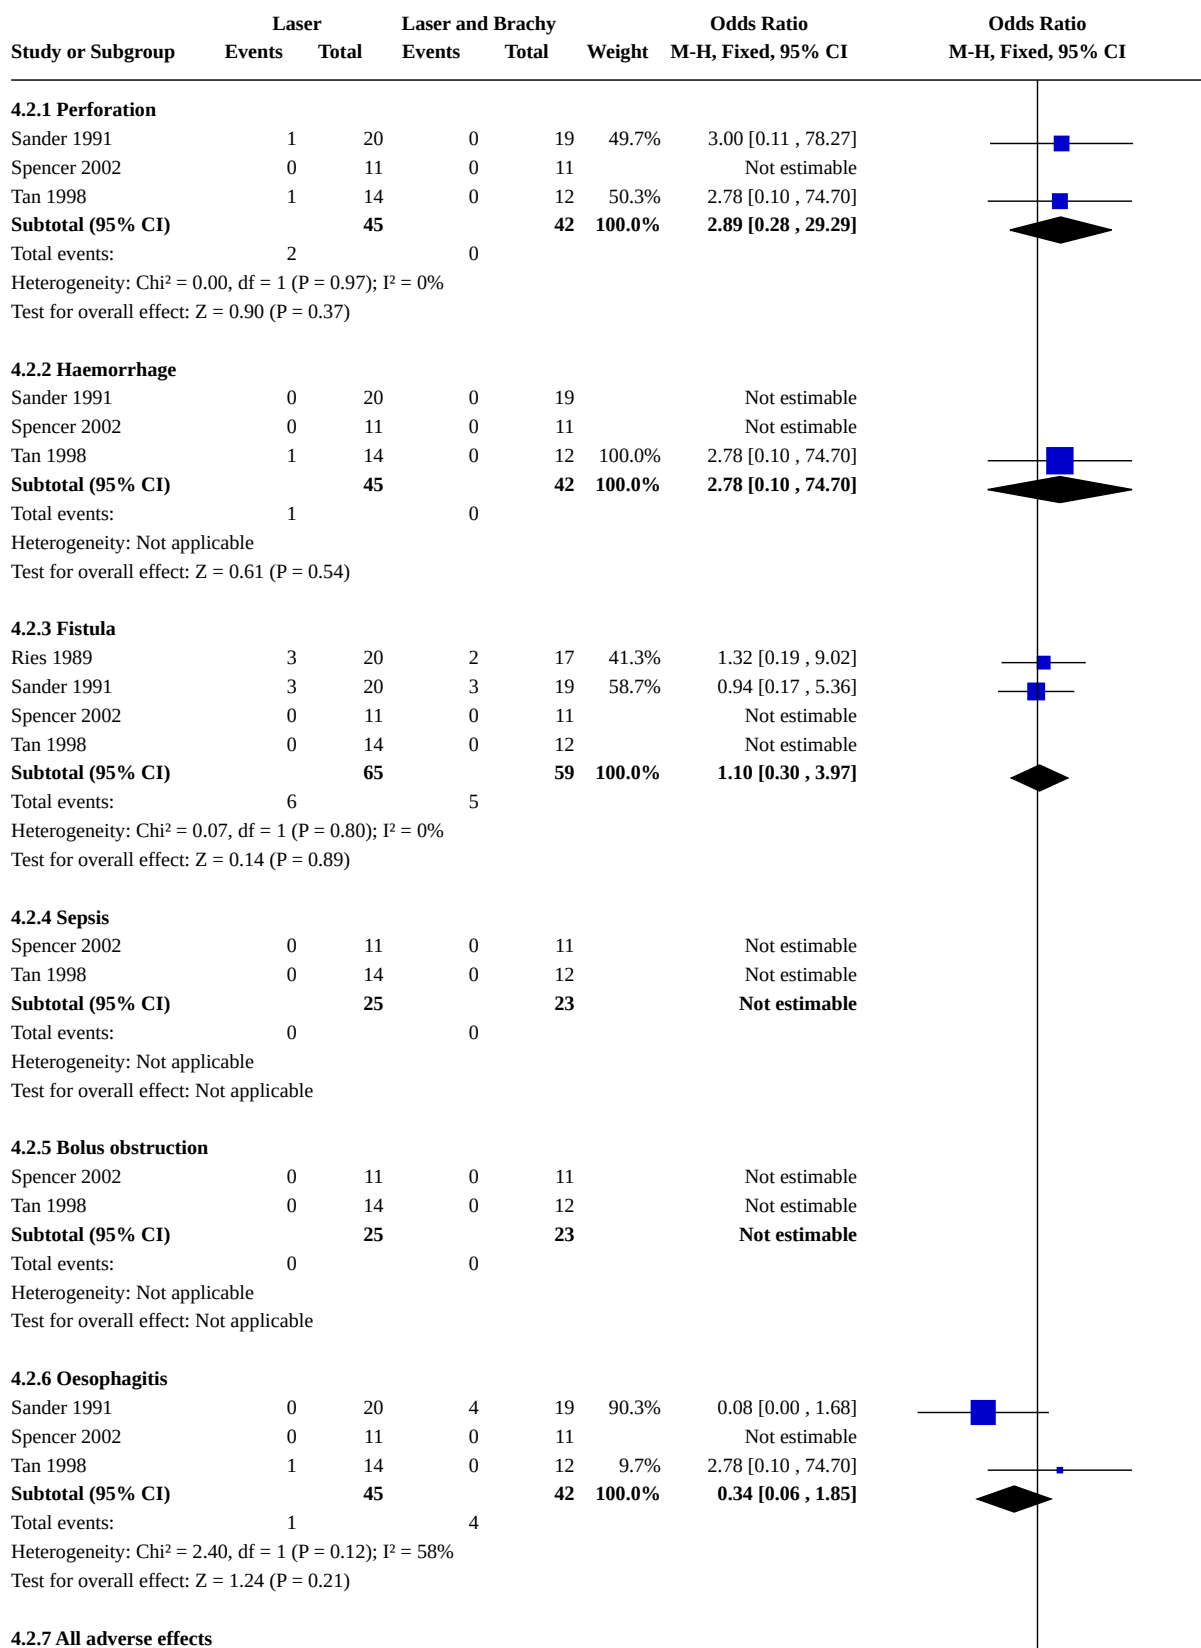 Laser Laser and Brachy Odds Ratio Odds Ratio
Study or Subgroup Events Total Events Total Weight M-H, Fixed, 95% CI M-H, Fixed, 95% CI
4.2.1 Perforation
Sander 1991 1 20 0 19 49.7% 3.00 [0.11 , 78.27]
Spencer 2002 0 11 0 11 Not estimable
Tan 1998 1 14 0 12 50.3% 2.78 [0.10 , 74.70]
Subtotal (95% CI) 45 42 100.0% 2.89 [0.28 , 29.29]
Total events: 2 0
Heterogeneity: Chi² = 0.00, df = 1 (P = 0.97); I² = 0%
Test for overall effect: Z = 0.90 (P = 0.37)
4.2.2 Haemorrhage
Sander 1991 0 20 0 19 Not estimable
Spencer 2002 0 11 0 11 Not estimable
Tan 1998 1 14 0 12 100.0% 2.78 [0.10 , 74.70]
Subtotal (95% CI) 45 42 100.0% 2.78 [0.10 , 74.70]
Total events: 1 0
Heterogeneity: Not applicable
Test for overall effect: Z = 0.61 (P = 0.54)
4.2.3 Fistula
Ries 1989 3 20 2 17 41.3% 1.32 [0.19 , 9.02]
Sander 1991 3 20 3 19 58.7% 0.94 [0.17 , 5.36]
Spencer 2002 0 11 0 11 Not estimable
Tan 1998 0 14 0 12 Not estimable
Subtotal (95% CI) 65 59 100.0% 1.10 [0.30 , 3.97]
Total events: 6 5
Heterogeneity: Chi² = 0.07, df = 1 (P = 0.80); I² = 0%
Test for overall effect: Z = 0.14 (P = 0.89)
4.2.4 Sepsis
Spencer 2002 0 11 0 11 Not estimable
Tan 1998 0 14 0 12 Not estimable
Subtotal (95% CI) 25 23 Not estimable
Total events: 0 0
Heterogeneity: Not applicable
Test for overall effect: Not applicable
4.2.5 Bolus obstruction
Spencer 2002 0 11 0 11 Not estimable
Tan 1998 0 14 0 12 Not estimable
Subtotal (95% CI) 25 23 Not estimable
Total events: 0 0
Heterogeneity: Not applicable
Test for overall effect: Not applicable
4.2.6 Oesophagitis
Sander 1991 0 20 4 19 90.3% 0.08 [0.00 , 1.68]
Spencer 2002 0 11 0 11 Not estimable
Tan 1998 1 14 0 12 9.7% 2.78 [0.10 , 74.70]
Subtotal (95% CI) 45 42 100.0% 0.34 [0.06 , 1.85]
Total events: 1 4
Heterogeneity: Chi² = 2.40, df = 1 (P = 0.12); I² = 58%
Test for overall effect: Z = 1.24 (P = 0.21)
4.2.7 All adverse effects